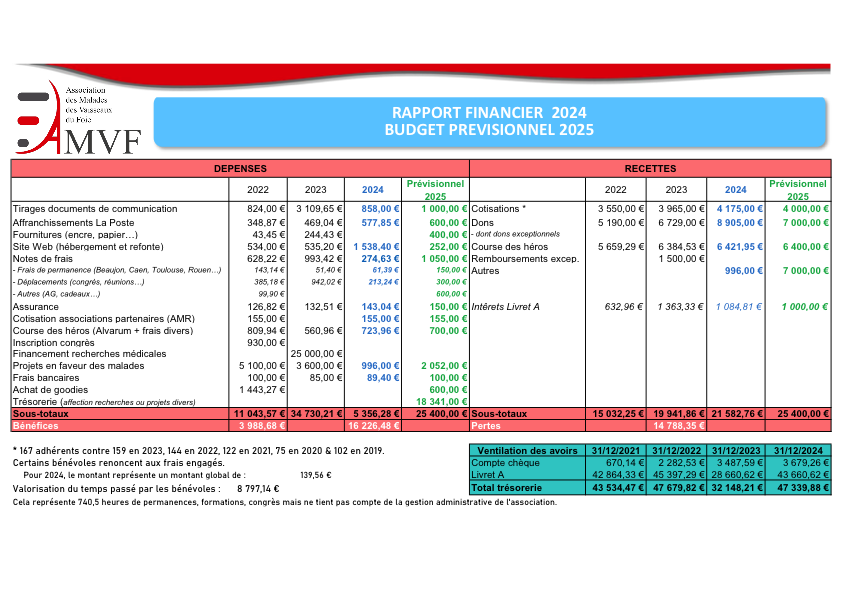 Association
des Malades
des Vaisseaux
du Foie
AMVF
RAPPORT FINANCIER 2024
BUDGET PREVISIONNEL 2025
DEPENSES RECETTES
2022 2023 2024 Prévisionnel 2025 2022 2023 2024 Prévisionnel 2025
Tirages documents de communication 824,00 € 3 109,65 € 858,00 € 1 000,00 € Cotisations * 3 550,00 € 3 965,00 € 4 175,00 € 4 000,00 €
Affranchissements La Poste 348,87 € 469,04 € 577,85 € 600,00 € Dons 5 190,00 € 6 729,00 € 8 905,00 € 7 000,00 €
Fournitures (encre, papier…) 43,45 € 244,43 € 400,00 € - dont dons exceptionnels
Site Web (hébergement et refonte) 534,00 € 535,20 € 1 538,40 € 252,00 € Course des héros 5 659,29 € 6 384,53 € 6 421,95 € 6 400,00 €
Notes de frais 628,22 € 993,42 € 274,63 € 1 050,00 € Remboursements excep. 1 500,00 €
- Frais de permanence (Beaujon, Caen, Toulouse, Rouen…) 143,14 € 51,40 € 61,39 € 150,00 € Autres 996,00 € 7 000,00 €
- Déplacements (congrès, réunions…) 385,18 € 942,02 € 213,24 € 300,00 €
- Autres (AG, cadeaux…) 99,90 € 600,00 €
Assurance 126,82 € 132,51 € 143,04 € 150,00 € Intérets Livret A 632,96 € 1 363,33 € 1 084,81 € 1 000,00 €
Cotisation associations partenaires (AMR) 155,00 € 155,00 € 155,00 €
Course des héros (Alvarum + frais divers) 809,94 € 560,96 € 723,96 € 700,00 €
Inscription congrès 930,00 €
Financement recherches médicales 25 000,00 €
Projets en faveur des malades 5 100,00 € 3 600,00 € 996,00 € 2 052,00 €
Frais bancaires 100,00 € 85,00 € 89,40 € 100,00 €
Achat de goodies 1 443,27 € 600,00 €
Trésorerie (affection recherches ou projets divers) 18 341,00 €
Sous-totaux 11 043,57 € 34 730,21 € 5 356,28 € 25 400,00 € Sous-totaux 15 032,25 € 19 941,86 € 21 582,76 € 25 400,00 €
Bénéfices 3 988,68 € 16 226,48 € Pertes 14 788,35 €
* 167 adhérents contre 159 en 2023, 144 en 2022, 122 en 2021, 75 en 2020 & 102 en 2019.
Certains bénévoles renoncent aux frais engagés.
Pour 2024, le montant représente un montant global de : 139,56 €
Valorisation du temps passé par les bénévoles : 8 797,14 €
Cela représente 740,5 heures de permanences, formations, congrès mais ne tient pas compte de la gestion administrative de l'association.
Ventilation des avoirs 31/12/2021 31/12/2022 31/12/2023 31/12/2024
Compte chèque 670,14 € 2 282,53 € 3 487,59 € 3 679,26 €
Livret A 42 864,33 € 45 397,29 € 28 660,62 € 43 660,62 €
Total trésorerie 43 534,47 € 47 679,82 € 32 148,21 € 47 339,88 €